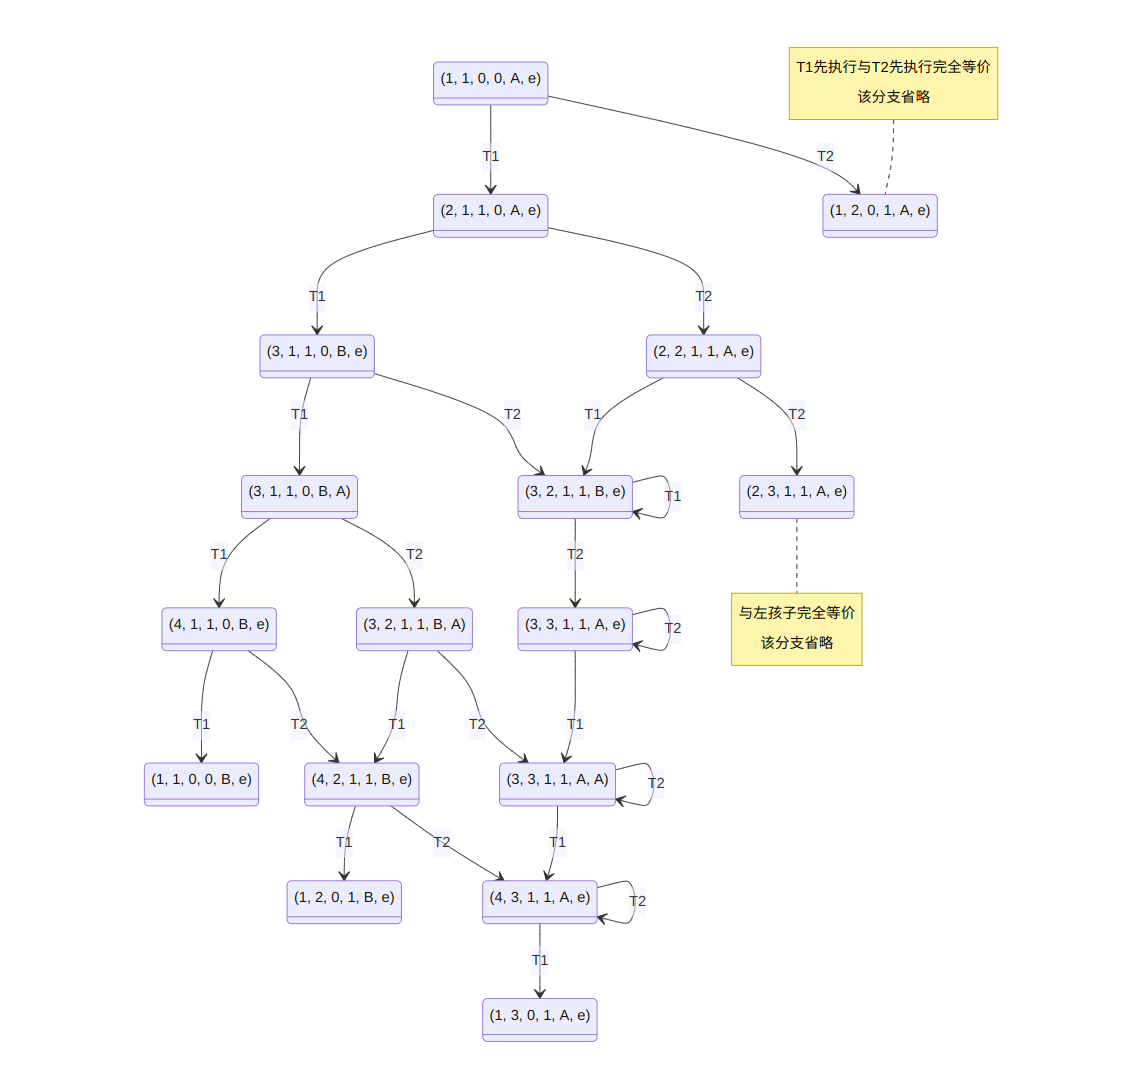 (1, 1, 0, 0, A, e)
T1先执行与T2先执行完全等价
该分支省略
T1
T2
(2, 1, 1, 0, A, e)
(1, 2, 0, 1, A, e)
T1
T2
(3, 1, 1, 0, B, e)
(2, 2, 1, 1, A, e)
T1
T2
T1
T2
(3, 1, 1, 0, B, A)
(3, 2, 1, 1, B, e)
T1
(2, 3, 1, 1, A, e)
T1
T2
T2
(4, 1, 1, 0, B, e)
(3, 2, 1, 1, B, A)
(3, 3, 1, 1, A, e)
T2
与左孩子完全等价
该分支省略
T1
T2
T1
T2
T1
(1, 1, 0, 0, B, e)
(4, 2, 1, 1, B, e)
(3, 3, 1, 1, A, A)
T2
T1
T2
T1
(1, 2, 0, 1, B, e)
(4, 3, 1, 1, A, e)
T2
T1
(1, 3, 0, 1, A, e)